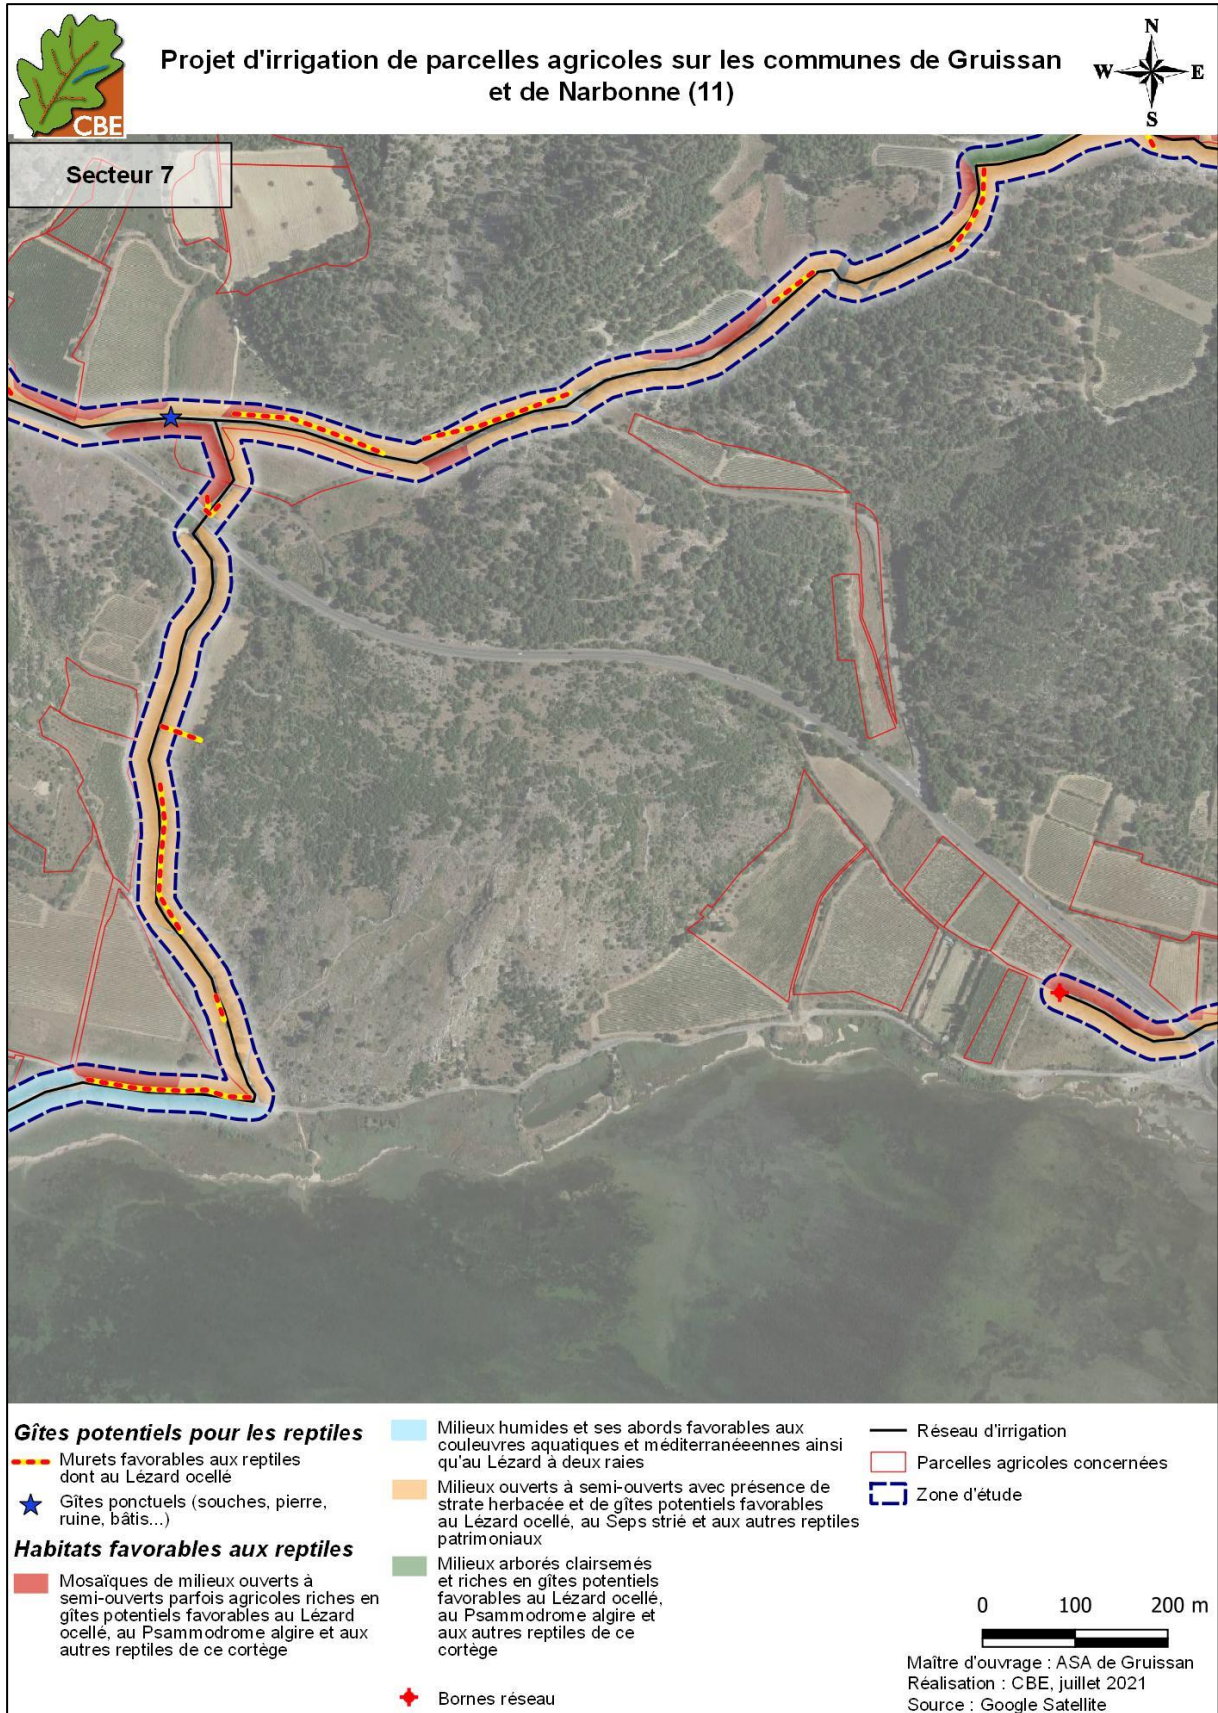 Projet d'irrigation de parcelles agricoles sur les communes de Gruissan
et de Narbonne (11)
CBE
N
W
E
S
Secteur 7
Gîtes potentiels pour les reptiles
Murets favorables aux reptiles
dont au Lézard ocellé
Gîtes ponctuels (souches, pierre,
ruine, bâtis...)
Habitats favorables aux reptiles
Mosaïques de milieux ouverts à
semi-ouverts parfois agricoles riches en
gîtes potentiels favorables au Lézard
ocellé, au Psammodrome algire et aux
autres reptiles de ce cortège
Milieux humides et ses abords favorables aux
couleuvres aquatiques et méditerranéeennes ainsi
qu'au Lézard à deux raies
Milieux ouverts à semi-ouverts avec présence de
strate herbacée et de gîtes potentiels favorables
au Lézard ocellé, au Seps strié et aux autres reptiles
patrimoniaux
Milieux arborés clairsemés
et riches en gîtes potentiels
favorables au Lézard ocellé,
au Psammodrome algire et
aux autres reptiles de ce
cortège
Bornes réseau
Réseau d'irrigation
Parcelles agricoles concernées
Zone d'étude
0 100 200 m
Maître d'ouvrage : ASA de Gruissan
Réalisation : CBE, juillet 2021
Source : Google Satellite